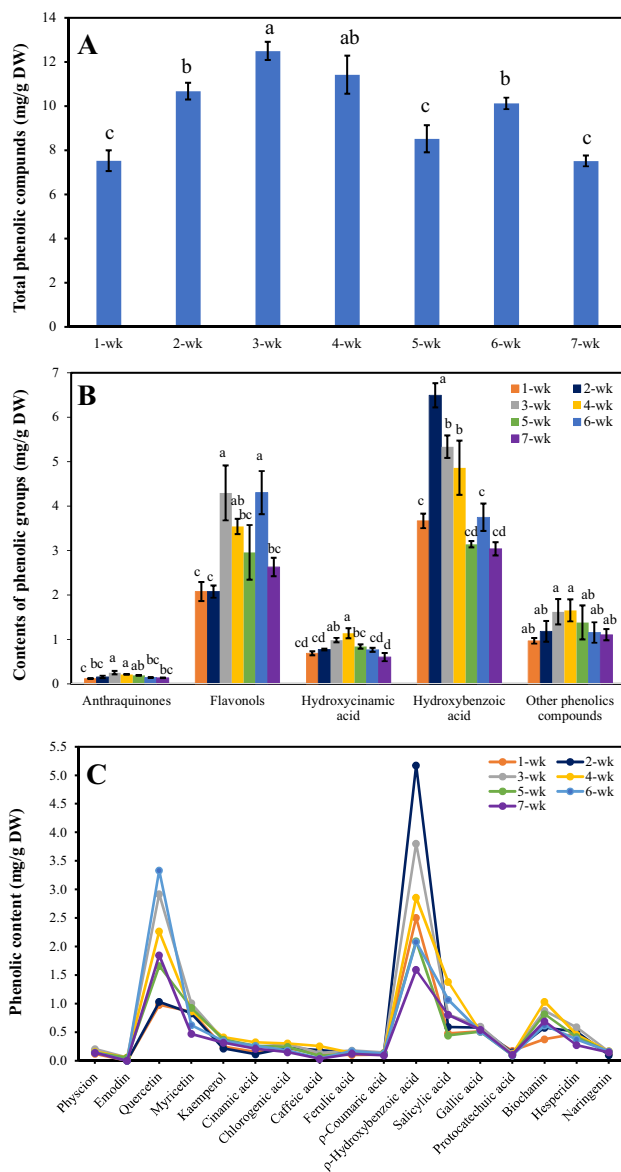 Total phenolic compunds (mg/g DW)
A
14
12
10
8
6
4
2
0
c
b
a
ab
c
b
c
1-wk 2-wk 3-wk 4-wk 5-wk 6-wk 7-wk
Contents of phenolic groups (mg/g DW)
B
7
6
5
4
3
2
1
0
1-wk 2-wk
3-wk 4-wk
5-wk 6-wk
7-wk
c bc a a ab bc bc
c c a ab bc a bc
cd cd ab a bc cd d
c a b b cd c cd
ab ab a a ab ab ab
Anthraquinones Flavonols Hydroxycinamic acid Hydroxybenzoic acid Other phenolics compounds
Phenolic content (mg/g DW)
C
5.5
5.0
4.5
4.0
3.5
3.0
2.5
2.0
1.5
1.0
0.5
0.0
1-wk 2-wk
3-wk 4-wk
5-wk 6-wk
7-wk
Physcion
Emodin
Quercetin
Myricetin
Kaempferol
Cinamic acid
Chlorogenic acid
Caffcic acid
Ferulic acid
ρ-Coumaric acid
ρ-Hydroxybenzoic acid
Salicylic acid
Gallic acid
Protocatechuic acid
Biochanin
Hesperidin
Naringenin